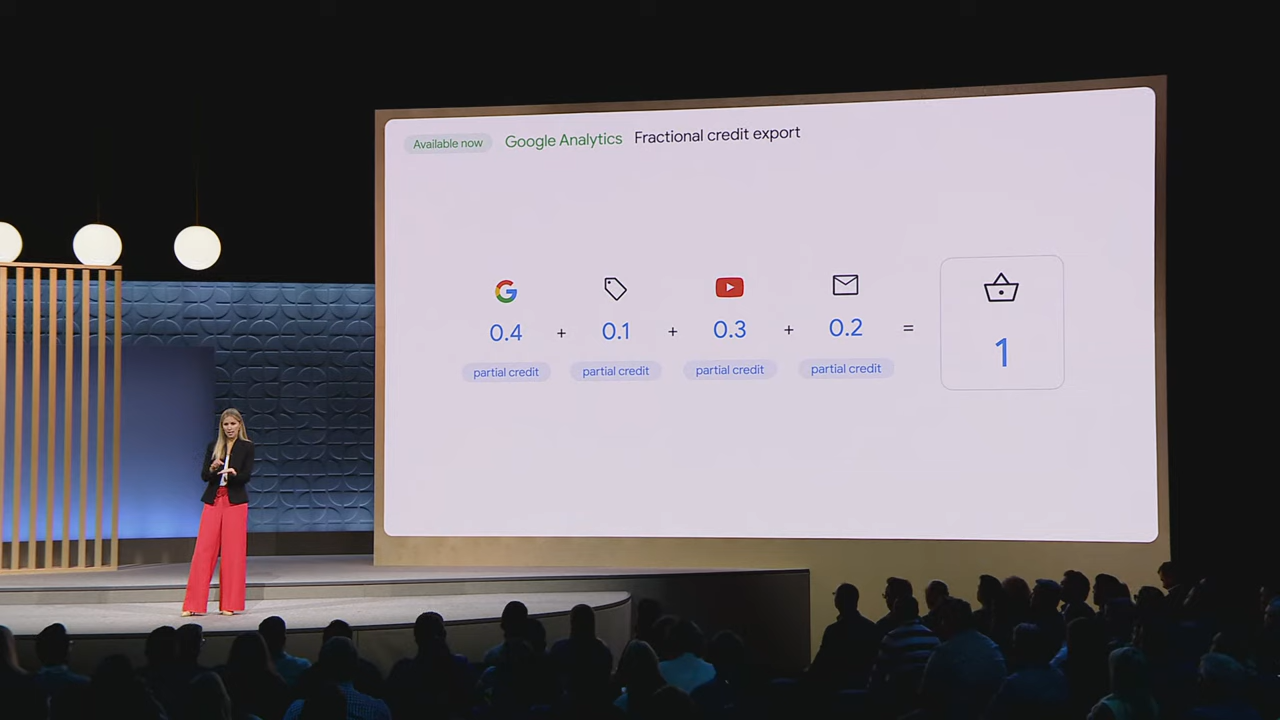 Available now Google Analytics Fractional credit export
0.4 + 0.1 + 0.3 + 0.2 = 1
partial credit partial credit partial credit partial credit